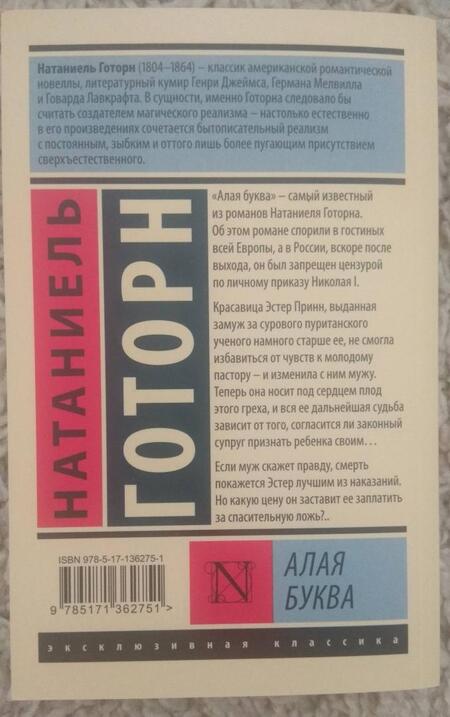 Натаниель Готорн (1804–1864) – классик американской романтической
новеллы, литературный кумир Генри Джеймса, Германа Мелвилла
и Говарда Лавкрафта. В сущности, именно Готорна следовало бы
считать создателем магического реализма – настолько естественно
в его произведениях сочетается бытописательный реализм
с постоянным, зыбким и оттого лишь более пугающим присутствием
сверхъестественного.
НАТАНИЕЛЬ
ГОТОРН
«Алая буква» – самый известный
из романов Натаниеля Готорна.
Об этом романе спорили в гостиных
всей Европы, а в России, вскоре после
выхода, он был запрещен цензурой
по личному приказу Николая I.
Красавица Эстер Принн, выданная
замуж за сурового пуританского
ученого намного старше ее, не смогла
избавиться от чувств к молодому
пастору – и изменила с ним мужу.
Теперь она носит под сердцем плод
этого греха, и вся ее дальнейшая судьба
зависит от того, согласится ли законный
супруг признать ребенка своим...
Если муж скажет правду, смерть
покажется Эстер лучшим из наказаний.
Но какую цену он заставит ее заплатить
за спасительную ложь?..
ISBN 978-5-17-136275-1
9 785171 362751 >
N
АЛАЯ
БУКВА
эксклюзивная классика